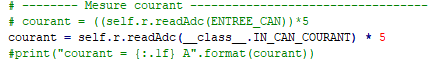 # --------- Mesure courant -------------------------------
# courant = ((self.r.readAdc(ENTREE_CAN))*5
courant = self.r.readAdc(__class__.IN_CAN_COURANT) * 5
#print("courant = {:.1f} A".format(courant))